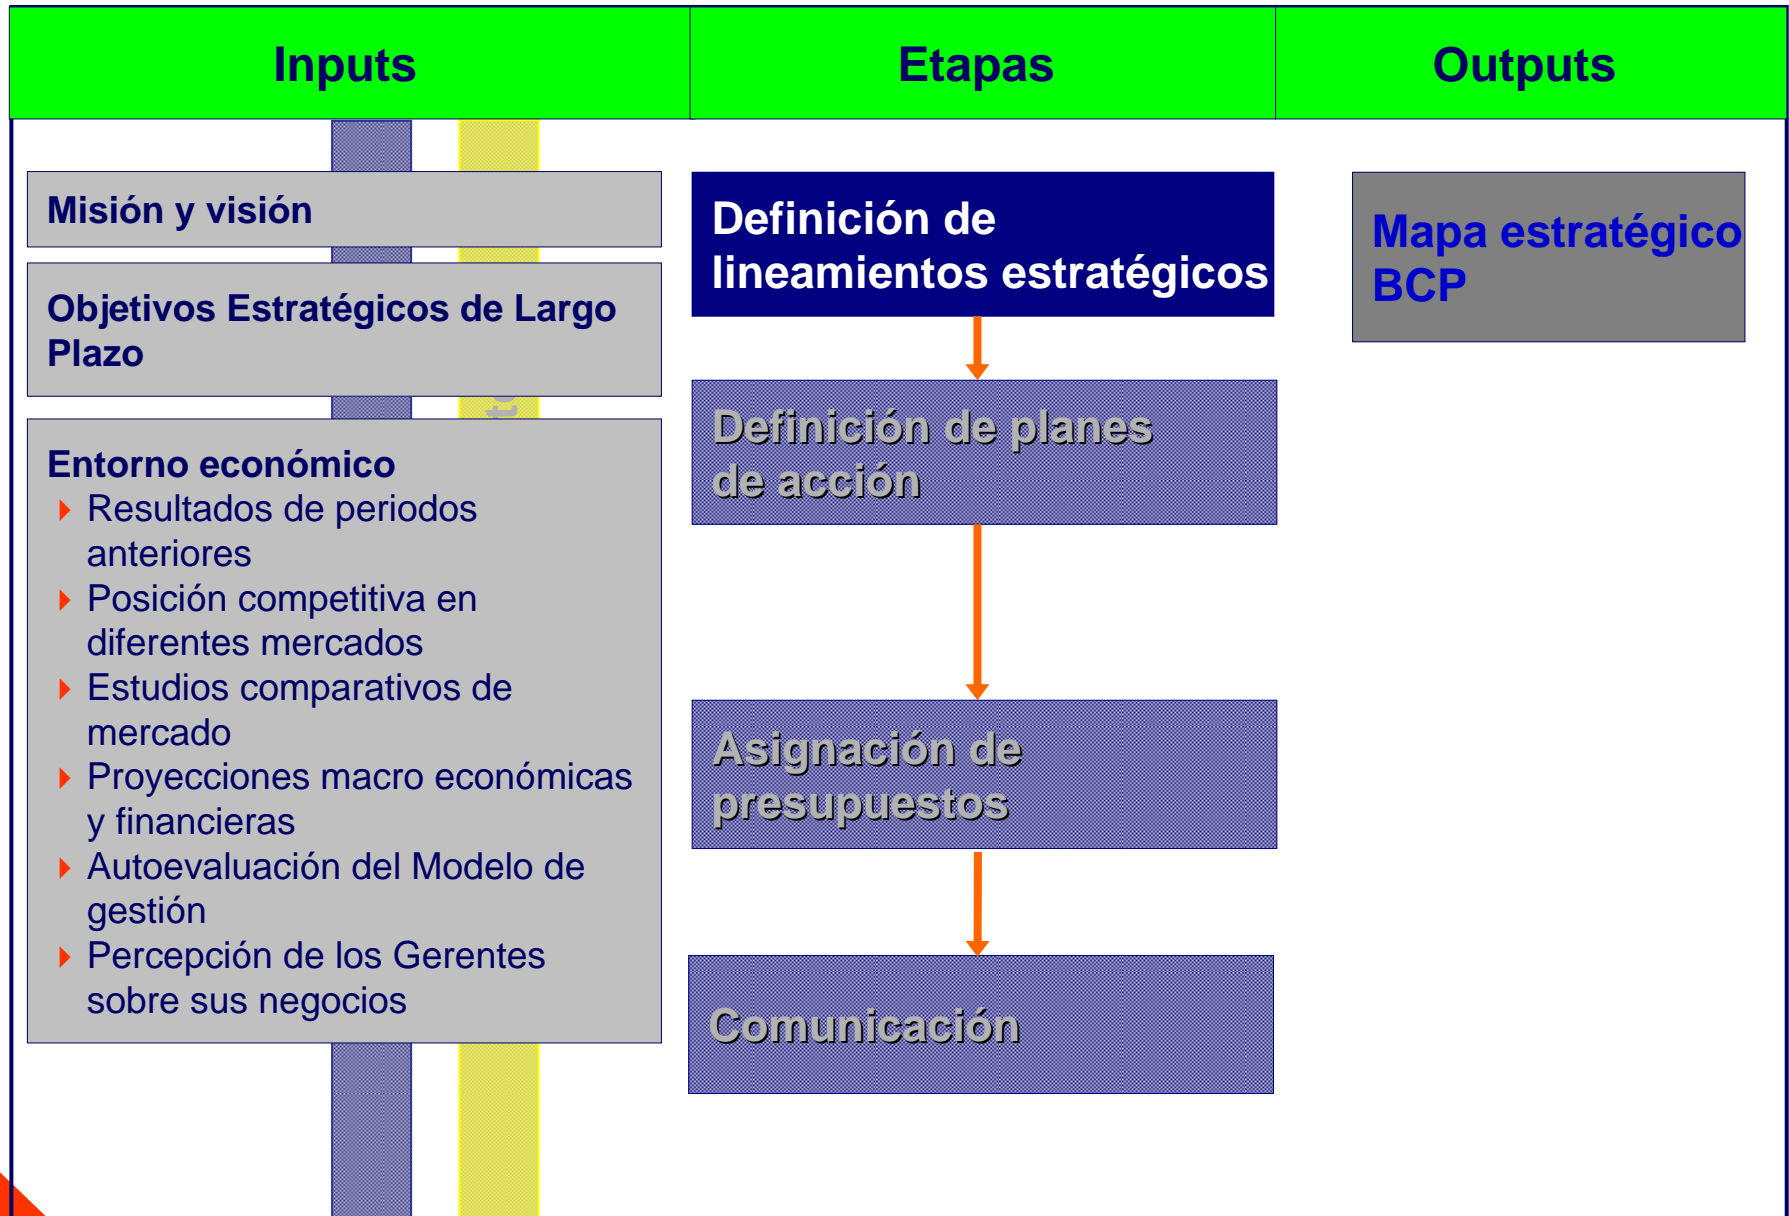 Inputs
Etapas
Outputs
Misión y visión
Objetivos Estratégicos de Largo
Plazo
Entorno económico
Resultados de periodos
anteriores
Posición competitiva en
diferentes mercados
Estudios comparativos de
mercado
Proyecciones macro económicas
y financieras
Autoevaluación del Modelo de
gestión
Percepción de los Gerentes
sobre sus negocios
Definición de
lineamientos estratégicos
Definición de planes
de acción
Asignación de
presupuestos
Comunicación
Mapa estratégico
BCP